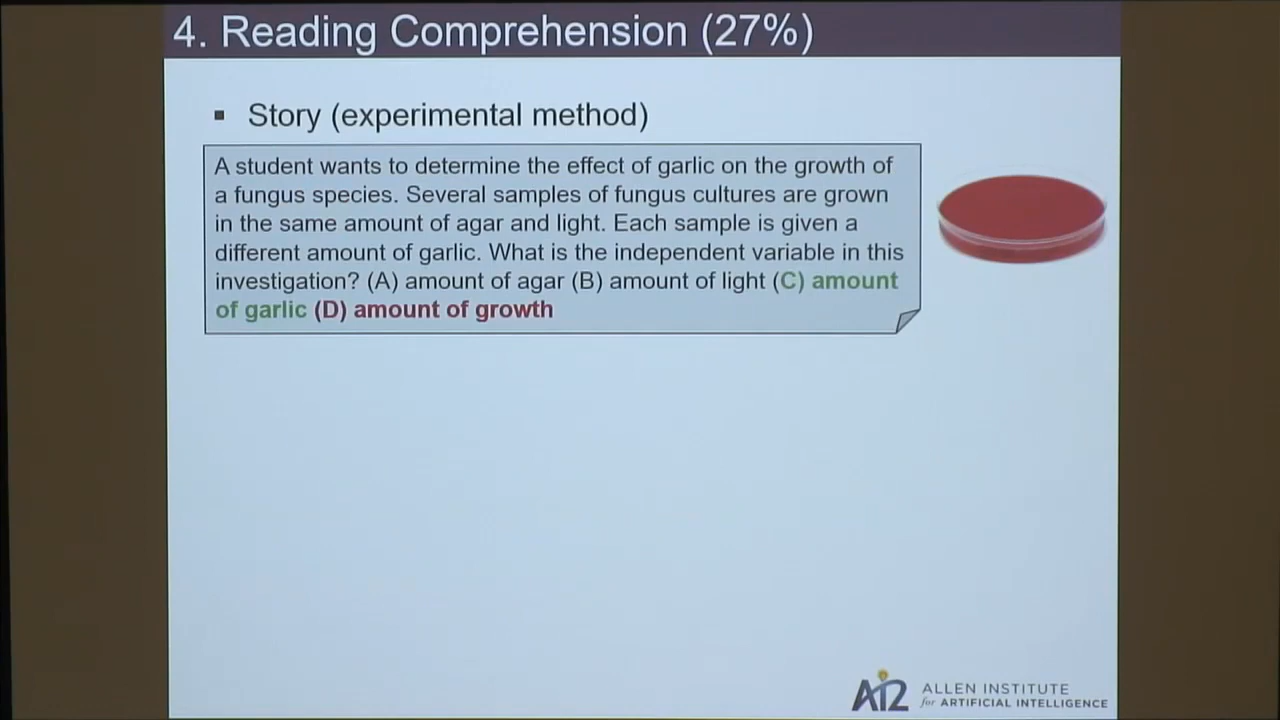 4. Reading Comprehension (27%)
▪ Story (experimental method)
A student wants to determine the effect of garlic on the growth of
a fungus species. Several samples of fungus cultures are grown
in the same amount of agar and light. Each sample is given a
different amount of garlic. What is the independent variable in this
investigation? (A) amount of agar (B) amount of light (C) amount
of garlic (D) amount of growth
AI2
ALLEN INSTITUTE
for ARTIFICIAL INTELLIGENCE